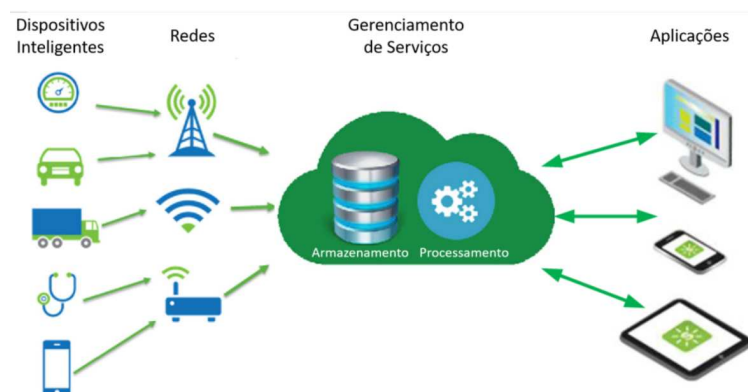 Dispositivos
Inteligentes
Redes
Gerenciamento
de Serviços
Aplicações
Armazenamento
Processamento